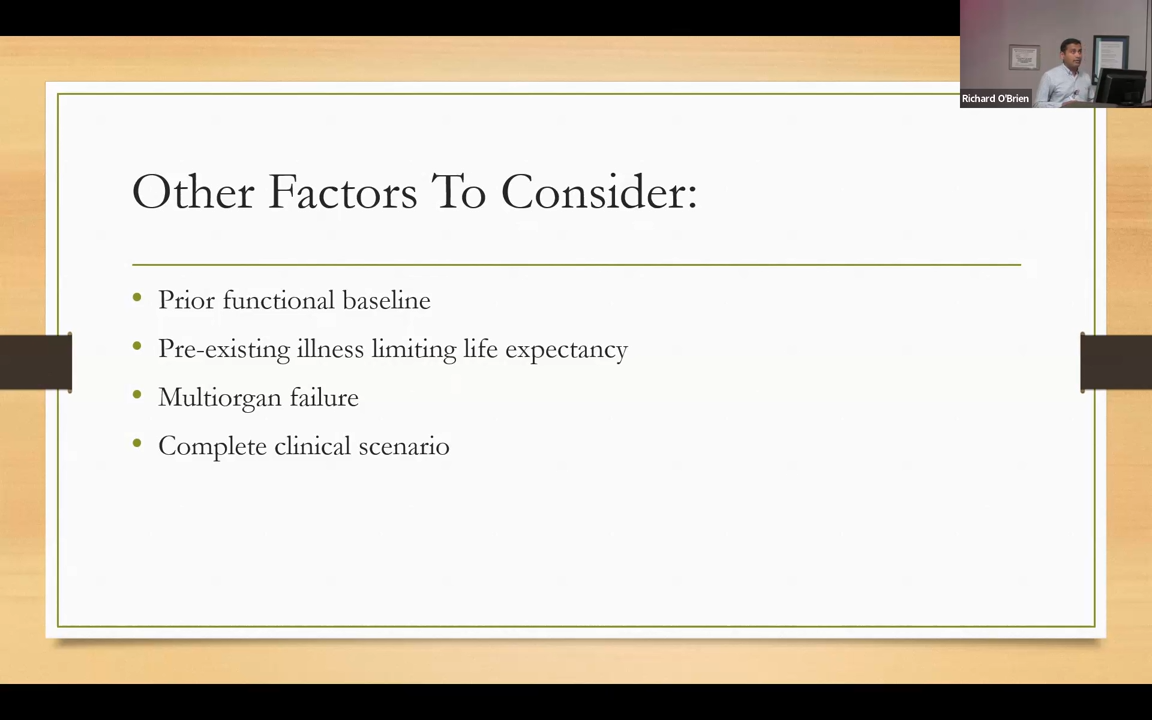 Richard O'Brien
Other Factors To Consider:
Prior functional baseline
Pre-existing illness limiting life expectancy
Multiorgan failure
Complete clinical scenario